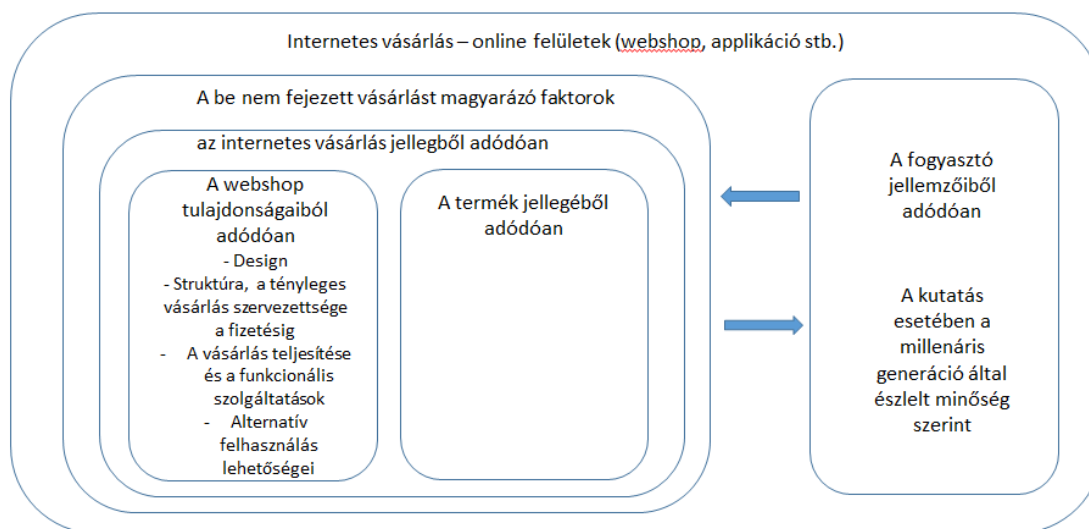 Internetes vásárlás – online felületek (webshop, applikáció stb.)
A be nem fejezett vásárlást magyarázó faktorok
az internetes vásárlás jellegből adódóan
A webshop
tulajdonságaiból
adódóan
- Design
- Struktúra, a tényleges
vásárlás szervezettsége
a fizetésig
- A vásárlás teljesítése
és a funkcionális
szolgáltatások
- Alternatív
felhasználás
lehetőségei
A termék jellegéből
adódóan
A fogyasztó
jellemzőiből
adódóan
A kutatás
esetében a
millenáris
generáció által
észlelt minőség
szerint